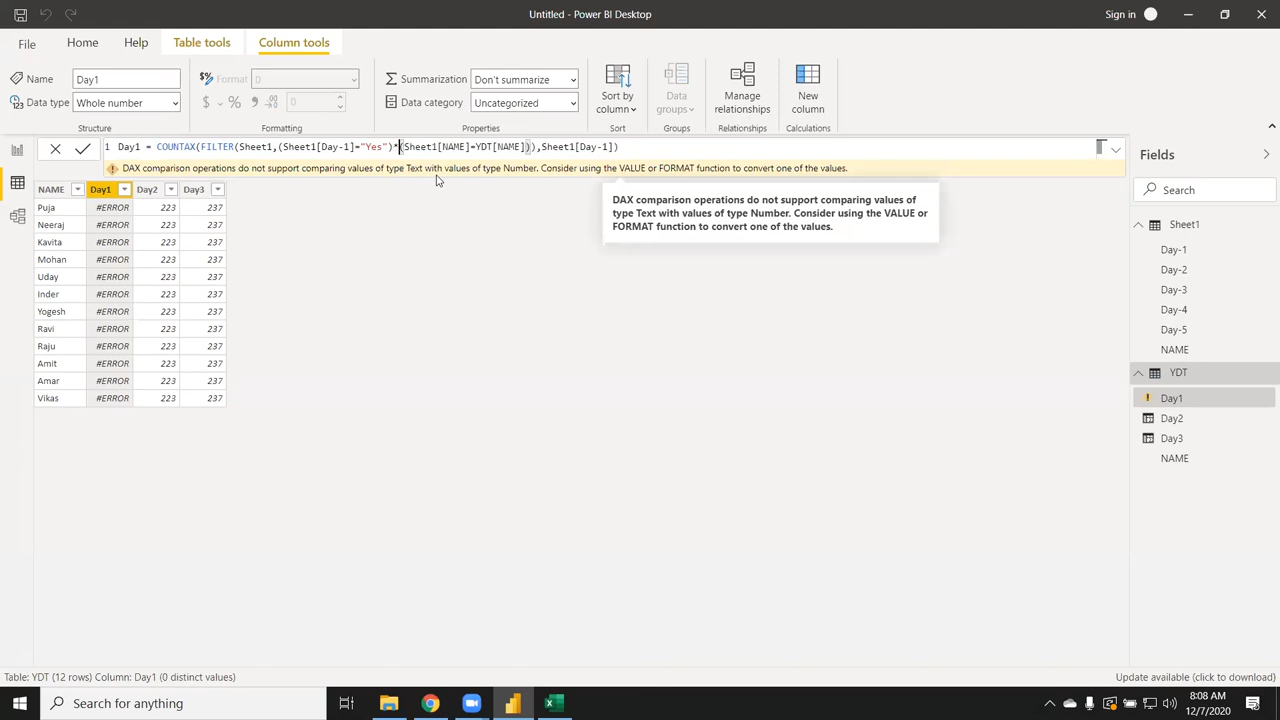 Untitled - Power BI Desktop
Sign in
File
Home
Help
Table tools
Column tools
Name
Day1
Data type
Whole number
Structure
Format
0
$
%
0
Formatting
Summarization
Don't summarize
Data category
Uncategorized
Properties
Sort by
column
Sort
Data
groups
Groups
Manage
relationships
Relationships
New
column
Calculations
1 Day1 = COUNTAX(FILTER(Sheet1,(Sheet1[Day-1]="Yes")*(Sheet1[NAME]=YDT[NAME])),Sheet1[Day-1])
DAX comparison operations do not support comparing values of type Text with values of type Number. Consider using the VALUE or FORMAT function to convert one of the values.
DAX comparison operations do not support comparing values of
type Text with values of type Number. Consider using the VALUE or
FORMAT function to convert one of the values.
NAME Day1 Day2 Day3
Puja #ERROR 223 237
Neeraj #ERROR 223 237
Kavita #ERROR 223 237
Mohan #ERROR 223 237
Uday #ERROR 223 237
Inder #ERROR 223 237
Yogesh #ERROR 223 237
Ravi #ERROR 223 237
Raju #ERROR 223 237
Amit #ERROR 223 237
Amar #ERROR 223 237
Vikas #ERROR 223 237
Fields
Search
Sheet1
Day-1
Day-2
Day-3
Day-4
Day-5
NAME
YDT
Day1
Day2
Day3
NAME
Table: YDT (12 rows) Column: Day1 (0 distinct values)
Update available (click to download)
Search for anything
8:08 AM
12/7/2020